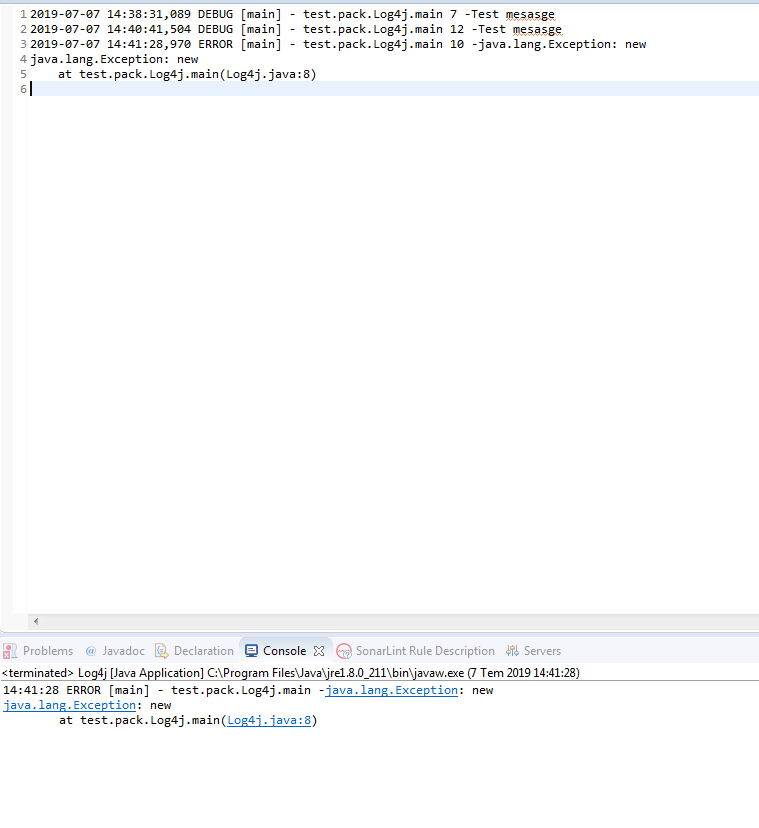 1 2019-07-07 14:38:31,089 DEBUG [main] - test.pack.Log4j.main 7 -Test mesasge
2 2019-07-07 14:40:41,504 DEBUG [main] - test.pack.Log4j.main 12 -Test mesasge
3 2019-07-07 14:41:28,970 ERROR [main] - test.pack.Log4j.main 10 -java.lang.Exception: new
4 java.lang.Exception: new
5     at test.pack.Log4j.main(Log4j.java:8)
6
Problems @ Javadoc Declaration Console SonarLint Rule Description Servers
<terminated> Log4j [Java Application] C:\Program Files\Java\jre1.8.0_211\bin\javaw.exe (7 Tem 2019 14:41:28)
14:41:28 ERROR [main] - test.pack.Log4j.main -java.lang.Exception: new
java.lang.Exception: new
        at test.pack.Log4j.main(Log4j.java:8)